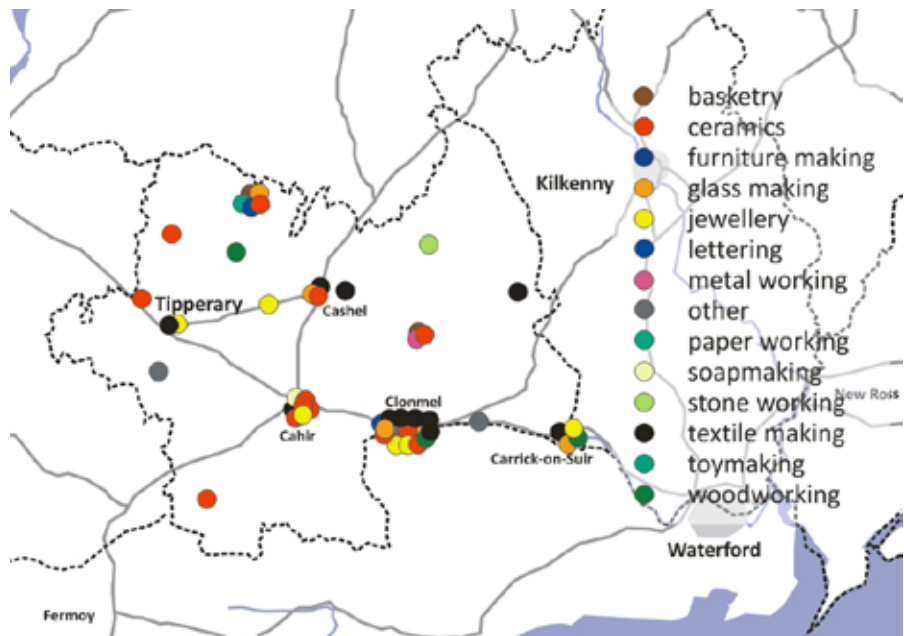 basketry
ceramics
furniture making
Kilkenny
glass making
jewellery
lettering
metal working
Tipperary
other
Cashel
paper working
soapmaking
New Ross
stone working
Clonmel
textile making
Cahir
Carrick-on-Suir
toymaking
woodworking
Waterford
Fermoy